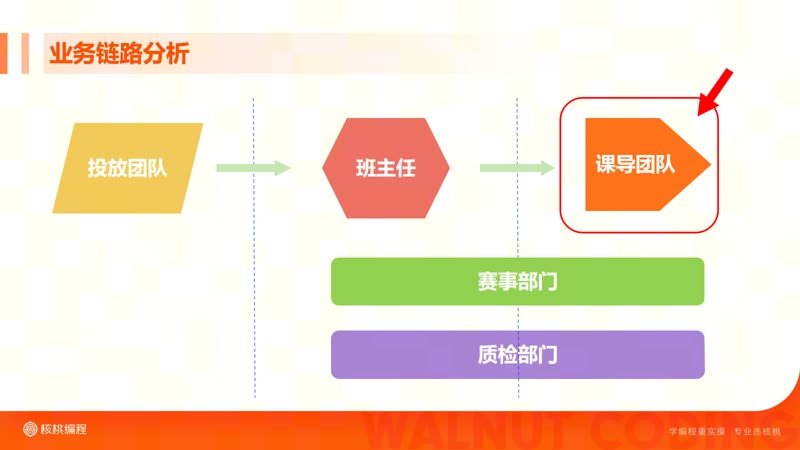 业务链路分析
投放团队
班主任
课导团队
赛事部门
质检部门
核桃编程
WALNUT CODING
学编程重实操 专业选核桃